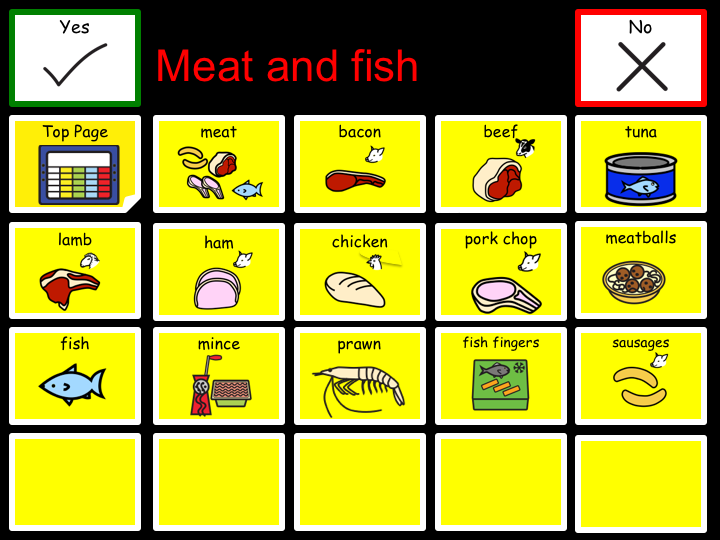 Yes
Meat and fish
No
Top Page
meat
bacon
beef
tuna
lamb
ham
chicken
pork chop
meatballs
fish
mince
prawn
fish fingers
sausages